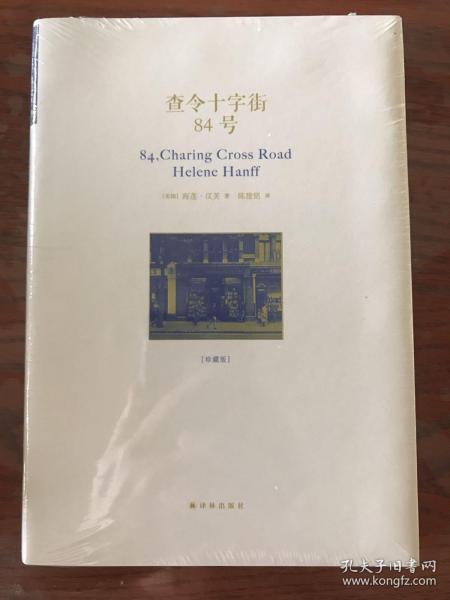 查令十字街
84号
84, Charing Cross Road
Helene Hanff
[美国] 海莲·汉芙 著 陈建铭 译
[珍藏版]
译林出版社
孔夫子旧书网
www.kongfz.com